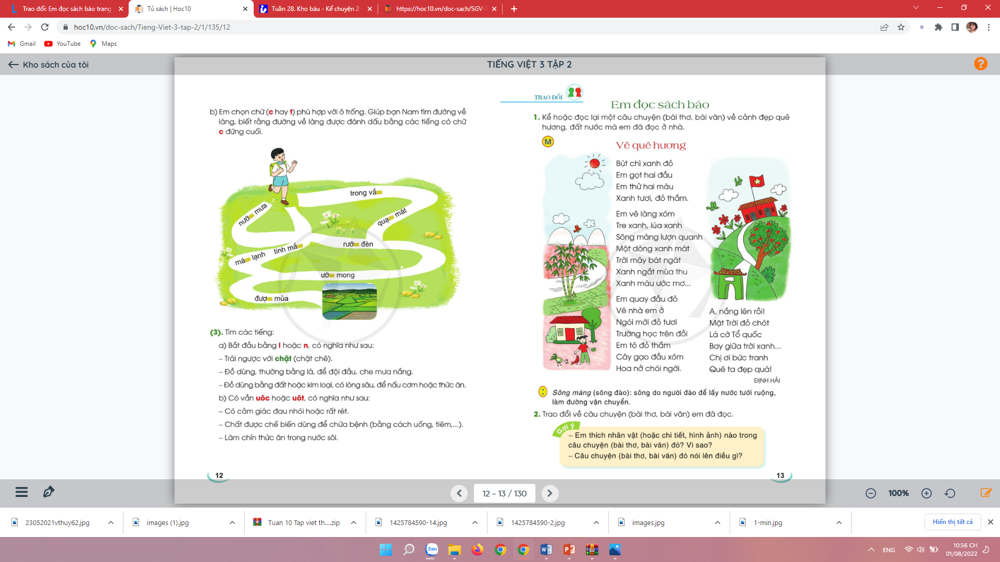 Trao đổi: Em đọc sách báo trang
Tủ sách | Hoc10
Tuần 28. Kho báu - Kể chuyện 2 -
https://hoc10.vn/doc-sach/SGV-T
hoc10.vn/doc-sach/Tieng-Viet-3-tap-2/1/135/12
Gmail
YouTube
Maps
Kho sách của tôi
TIẾNG VIỆT 3 TẬP 2
b) Em chọn chữ (c hay t) phù hợp với ô trống. Giúp bạn Nam tìm đường về
làng, biết rằng đường về làng được đánh dấu bằng các tiếng có chữ
c đứng cuối.
trong vắ
nướ mưa
quạ mát
rướ đèn
má lạnh
tinh mắ
ướ mong
đượ mùa
(3). Tìm các tiếng:
a) Bắt đầu bằng l hoặc n, có nghĩa như sau:
– Trái ngược với chặt (chặt chẽ).
– Đồ dùng, thường bằng lá, để đội đầu, che mưa nắng.
– Đồ dùng bằng đất hoặc kim loại, có lòng sâu, để nấu cơm hoặc thức ăn.
b) Có vần uôc hoặc uôt, có nghĩa như sau:
– Có cảm giác đau nhói hoặc rất rét.
– Chất được chế biến dùng để chữa bệnh (bằng cách uống, tiêm,...).
– Làm chín thức ăn trong nước sôi.
12
TRAO ĐỔI
Em đọc sách báo
1. Kể hoặc đọc lại một câu chuyện (bài thơ, bài văn) về cảnh đẹp quê
hương, đất nước mà em đã đọc ở nhà.
M
Vẽ quê hương
Bút chì xanh đỏ
Em gọt hai đầu
Em thử hai màu
Xanh tươi, đỏ thắm.
Em vẽ làng xóm
Tre xanh, lúa xanh
Sông máng lượn quanh
Một dòng xanh mát
Trời mây bát ngát
Xanh ngắt mùa thu
Xanh màu ước mơ...
Em quay đầu đỏ
Vẽ nhà em ở
Ngói mới đỏ tươi
Trường học trên đồi
Em tô đỏ thắm
Cây gạo đầu xóm
Hoa nở chói ngời.
A, nắng lên rồi!
Mặt Trời đỏ chót
Lá cờ Tổ quốc
Bay giữa trời xanh...
Chị ơi bức tranh
Quê ta đẹp quá!
ĐỊNH HẢI
Sông máng (sông đào): sông do người đào để lấy nước tưới ruộng,
làm đường vận chuyển.
2. Trao đổi về câu chuyện (bài thơ, bài văn) em đã đọc.
Gợi ý
– Em thích nhân vật (hoặc chi tiết, hình ảnh) nào trong
câu chuyện (bài thơ, bài văn) đó? Vì sao?
– Câu chuyện (bài thơ, bài văn) đó nói lên điều gì?
13
12 - 13 / 130
100%
23052021vthuy62.jpg
images (1).jpg
Tuan 10 Tap viet th....zip
1425784590-14.jpg
1425784590-2.jpg
images.jpg
1-min.jpg
Hiển thị tất cả
Zalo
ENG
10:56 CH
01/08/2022